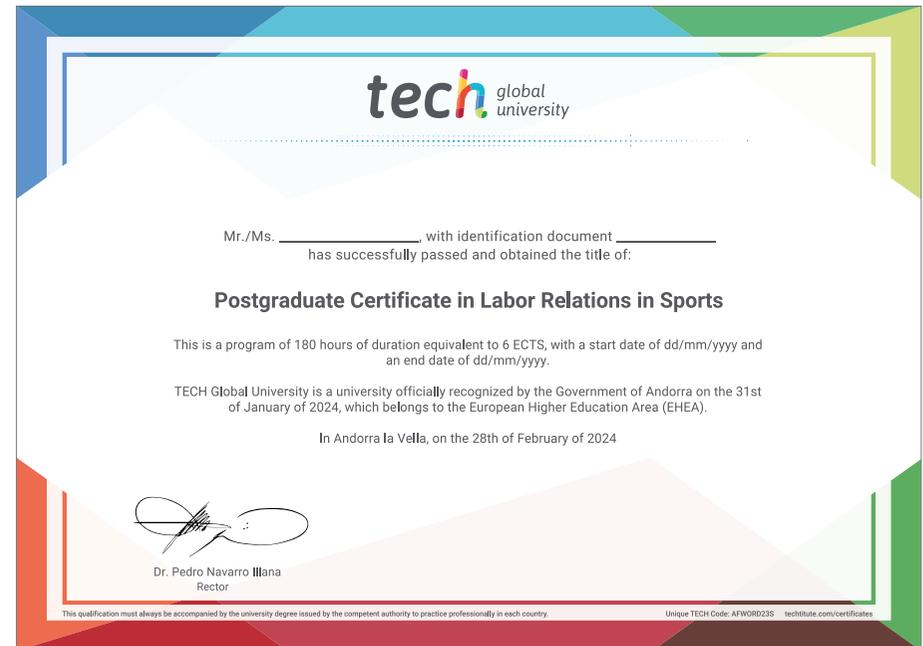 tech global
university
Mr./Ms. ______________, with identification document __________
has successfully passed and obtained the title of:
Postgraduate Certificate in Labor Relations in Sports
This is a program of 180 hours of duration equivalent to 6 ECTS, with a start date of dd/mm/yyyy and
an end date of dd/mm/yyyy.
TECH Global University is a university officially recognized by the Government of Andorra on the 31st
of January of 2024, which belongs to the European Higher Education Area (EHEA).
In Andorra la Vella, on the 28th of February of 2024
Dr. Pedro Navarro Illana
Rector
This qualification must always be accompanied by the university degree issued by the competent authority to practice professionally in each country.
Unique TECH Code: AFWORD23S techtitute.com/certificates